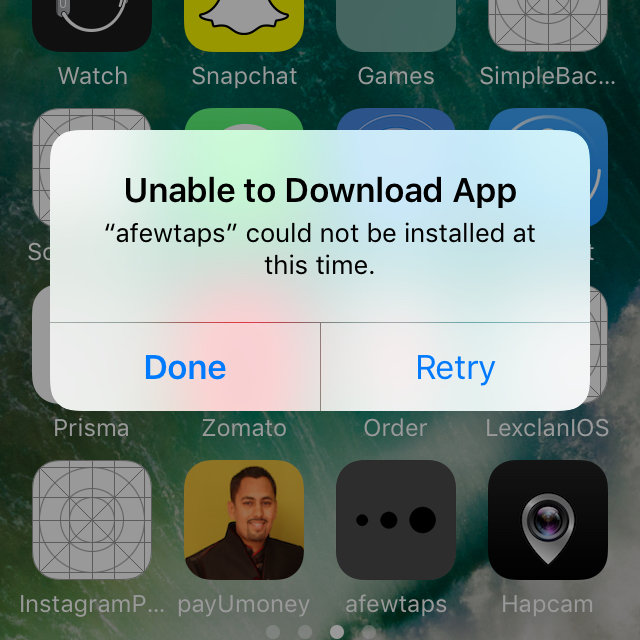 Watch
Snapchat
Games
SimpleBac...
Unable to Download App
“afewtaps” could not be installed at
this time.
Done
Retry
Prisma
Zomato
Order
LexclanIOS
InstagramP...
payUmoney
afewtaps
Hapcam